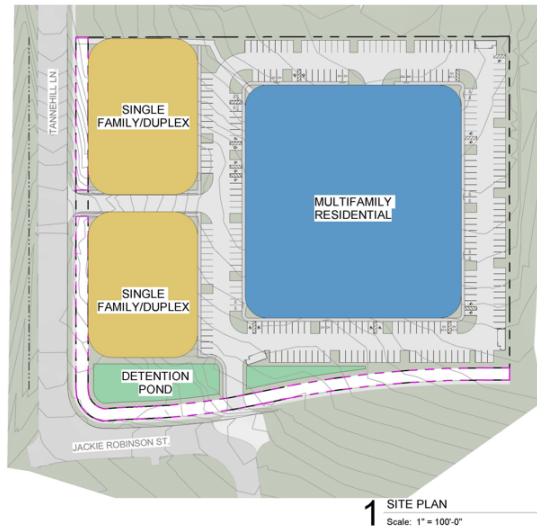 TANNEHILL LN
SINGLE
FAMILY/DUPLEX
MULTIFAMILY
RESIDENTIAL
SINGLE
FAMILY/DUPLEX
DETENTION
POND
JACKIE ROBINSON ST.
1 SITE PLAN
Scale: 1" = 100'-0"